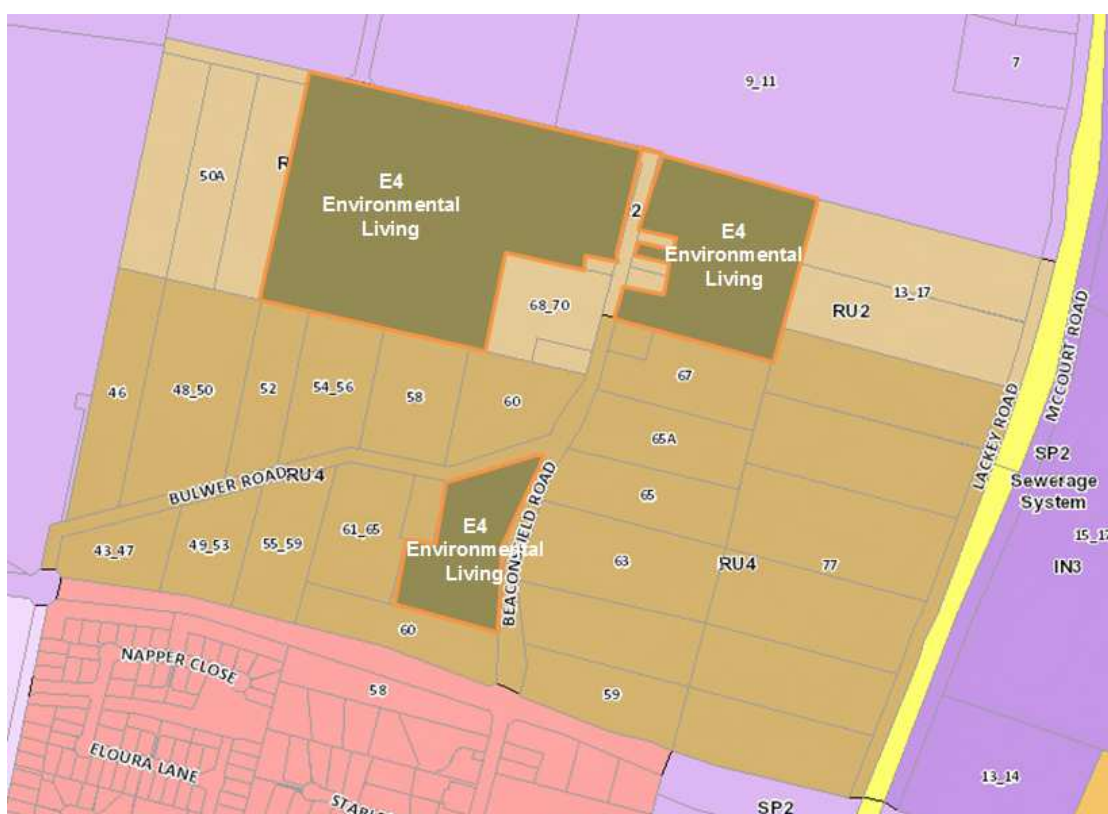 9_11
7
50A
R
E4
Environmental
Living
2
E4
Environmental
Living
13_17
RU2
68_70
46
48_50
52
54_56
58
60
67
65A
65
63
BULWER ROAD
RU4
BEACONSFIELD ROAD
LACKEY ROAD
MCCOURT ROAD
SP2
Sewerage
System
15_17
IN3
43_47
49_53
55_59
61_65
E4
Environmental
Living
RU4
77
60
59
NAPPER CLOSE
58
ELOURA LANE
13_14
SP2